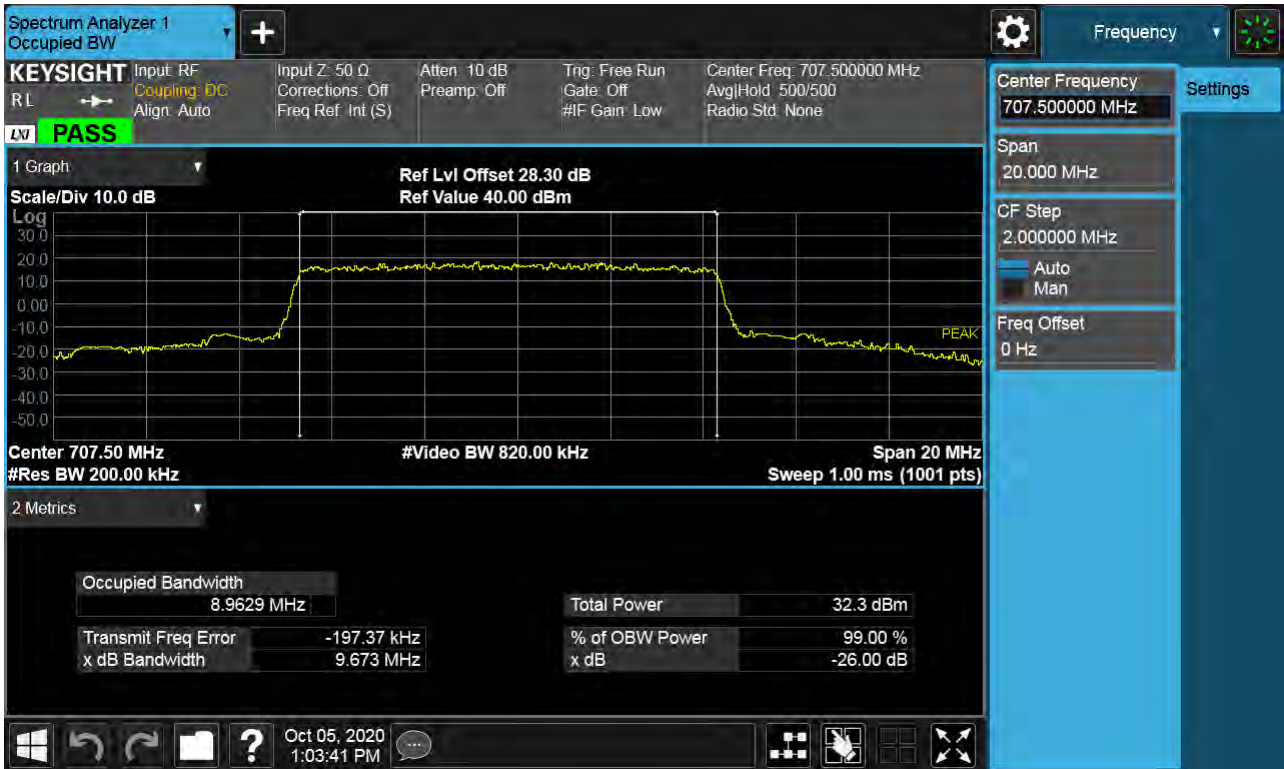 Spectrum Analyzer 1
Occupied BW
+
Frequency
KEYSIGHT
RL
LXI
PASS
Input: RF
Coupling: DC
Align: Auto
Input Z: 50 Ω
Corrections: Off
Freq Ref: Int (S)
Atten: 10 dB
Preamp: Off
Trig: Free Run
Gate: Off
#IF Gain: Low
Center Freq: 707.500000 MHz
Avg|Hold: 500/500
Radio Std: None
Center Frequency
707.500000 MHz
Settings
Span
20.000 MHz
CF Step
2.000000 MHz
Auto
Man
Freq Offset
0 Hz
1 Graph
Scale/Div 10.0 dB
Ref Lvl Offset 28.30 dB
Ref Value 40.00 dBm
Log
30.0
20.0
10.0
0.00
-10.0
-20.0
-30.0
-40.0
-50.0
PEAK
Center 707.50 MHz
#Video BW 820.00 kHz
Span 20 MHz
#Res BW 200.00 kHz
Sweep 1.00 ms (1001 pts)
2 Metrics
Occupied Bandwidth
8.9629 MHz
Total Power 32.3 dBm
Transmit Freq Error -197.37 kHz
% of OBW Power 99.00 %
x dB Bandwidth 9.673 MHz
x dB -26.00 dB
?
Oct 05, 2020
1:03:41 PM